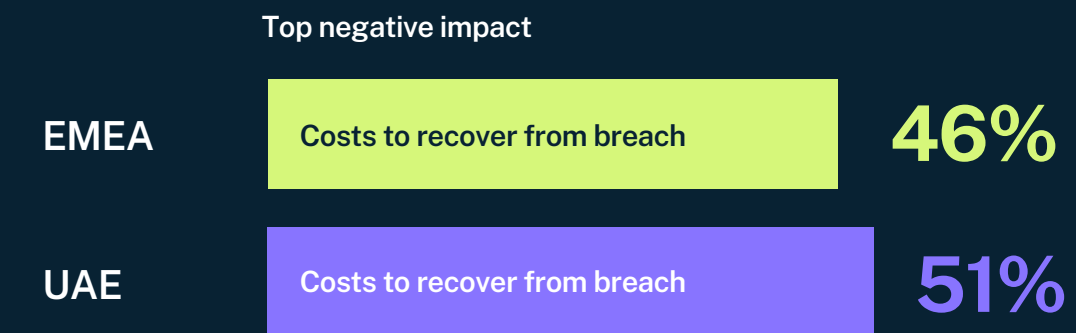 Top negative impact
EMEA
Costs to recover from breach
46%
UAE
Costs to recover from breach
51%